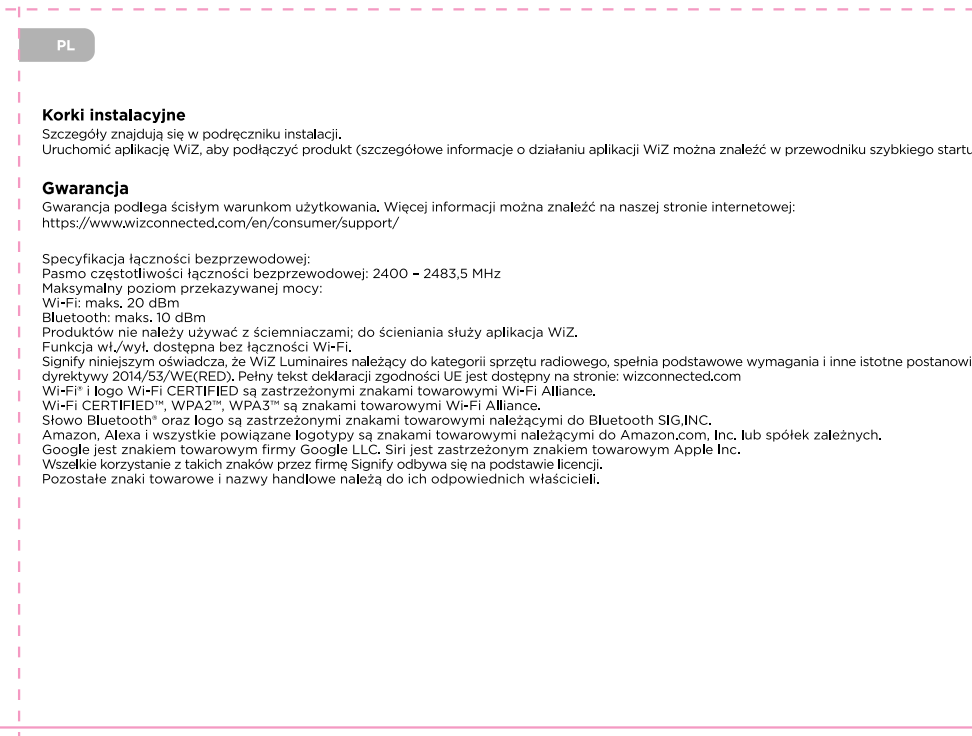 PL
Korki instalacyjne
Szczegóły znajdują się w podręczniku instalacji.
Uruchomić aplikację WiZ, aby podłączyć produkt (szczegółowe informacje o działaniu aplikacji WiZ można znaleźć w przewodniku szybkiego startu
Gwarancja
Gwarancja podlega ścisłym warunkom użytkowania. Więcej informacji można znaleźć na naszej stronie internetowej:
https://www.wizconnected.com/en/consumer/support/
Specyfikacja łączności bezprzewodowej:
Pasmo częstotliwości łączności bezprzewodowej: 2400 – 2483,5 MHz
Maksymalny poziom przekazywanej mocy:
Wi-Fi: maks. 20 dBm
Bluetooth: maks. 10 dBm
Produktów nie należy używać z ściemniaczami; do ścieniania służy aplikacja WiZ.
Funkcja wł./wył. dostępna bez łączności Wi-Fi.
Signify niniejszym oświadcza, że WiZ Luminaires należący do kategorii sprzętu radiowego, spełnia podstawowe wymagania i inne istotne postanowi
dyrektywy 2014/53/WE(RED). Pełny tekst deklaracji zgodności UE jest dostępny na stronie: wizconnected.com
Wi-Fi® i logo Wi-Fi CERTIFIED są zastrzeżonymi znakami towarowymi Wi-Fi Alliance.
Wi-Fi CERTIFIED™, WPA2™, WPA3™ są znakami towarowymi Wi-Fi Alliance.
Słowo Bluetooth® oraz logo są zastrzeżonymi znakami towarowymi należącymi do Bluetooth SIG,INC.
Amazon, Alexa i wszystkie powiązane logotypy są znakami towarowymi należącymi do Amazon.com, Inc. lub spółek zależnych.
Google jest znakiem towarowym firmy Google LLC. Siri jest zastrzeżonym znakiem towarowym Apple Inc.
Wszelkie korzystanie z takich znaków przez firmę Signify odbywa się na podstawie licencji.
Pozostałe znaki towarowe i nazwy handlowe należą do ich odpowiednich właścicieli.